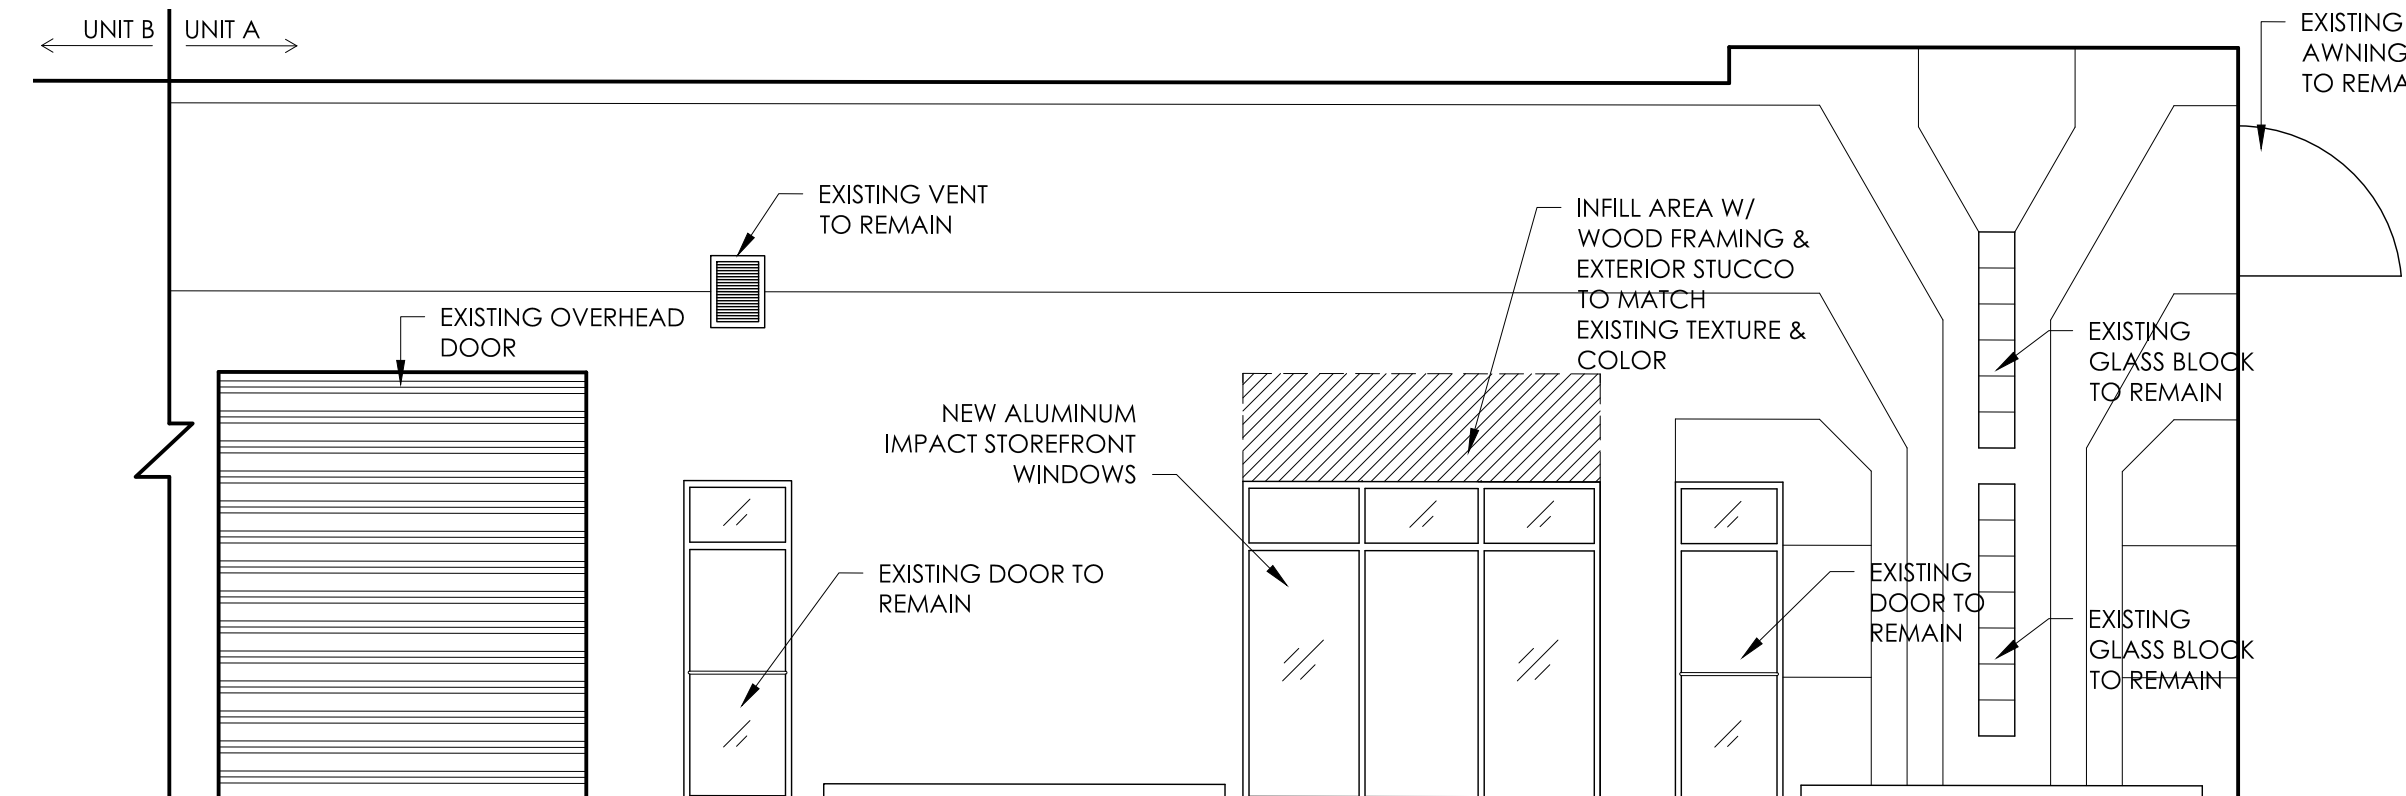 UNIT B
UNIT A
EXISTING
AWNING
EXISTING VENT
TO REMAIN
INFILL AREA W/
WOOD FRAMING &
EXTERIOR STUCCO
TO MATCH
EXISTING TEXTURE &
COLOR
EXISTING OVERHEAD
DOOR
EXISTING
GLASS BLOCK
TO REMAIN
NEW ALUMINUM
IMPACT STOREFRONT
WINDOWS
EXISTING DOOR TO
REMAIN
EXISTING
DOOR TO
REMAIN
EXISTING
GLASS BLOCK
TO REMAIN